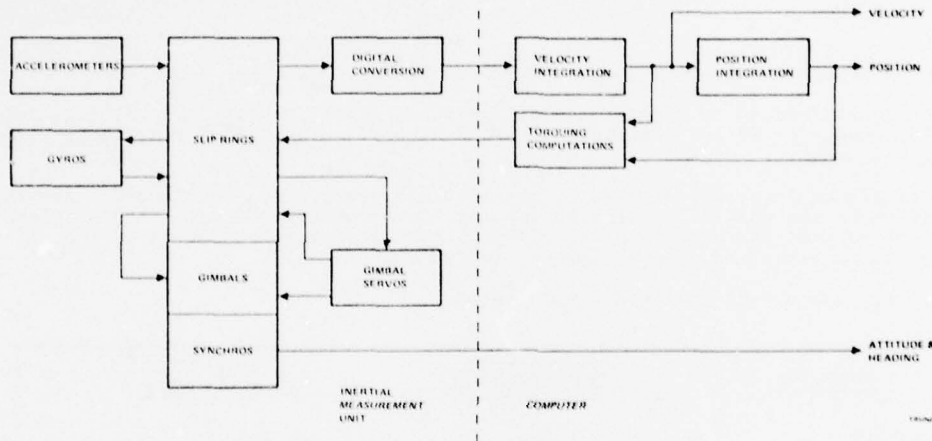 VELOCITY
ACCELEROMETERS
DIGITAL
CONVERSION
VELOCITY
INTEGRATION
POSITION
INTEGRATION
POSITION
GYROS
SLIP RINGS
TORQUING
COMPUTATIONS
GIMBALS
GIMBAL
SERVOS
SYNCHROS
ATTITUDE &
HEADING
INERTIAL
MEASUREMENT
UNIT
COMPUTER